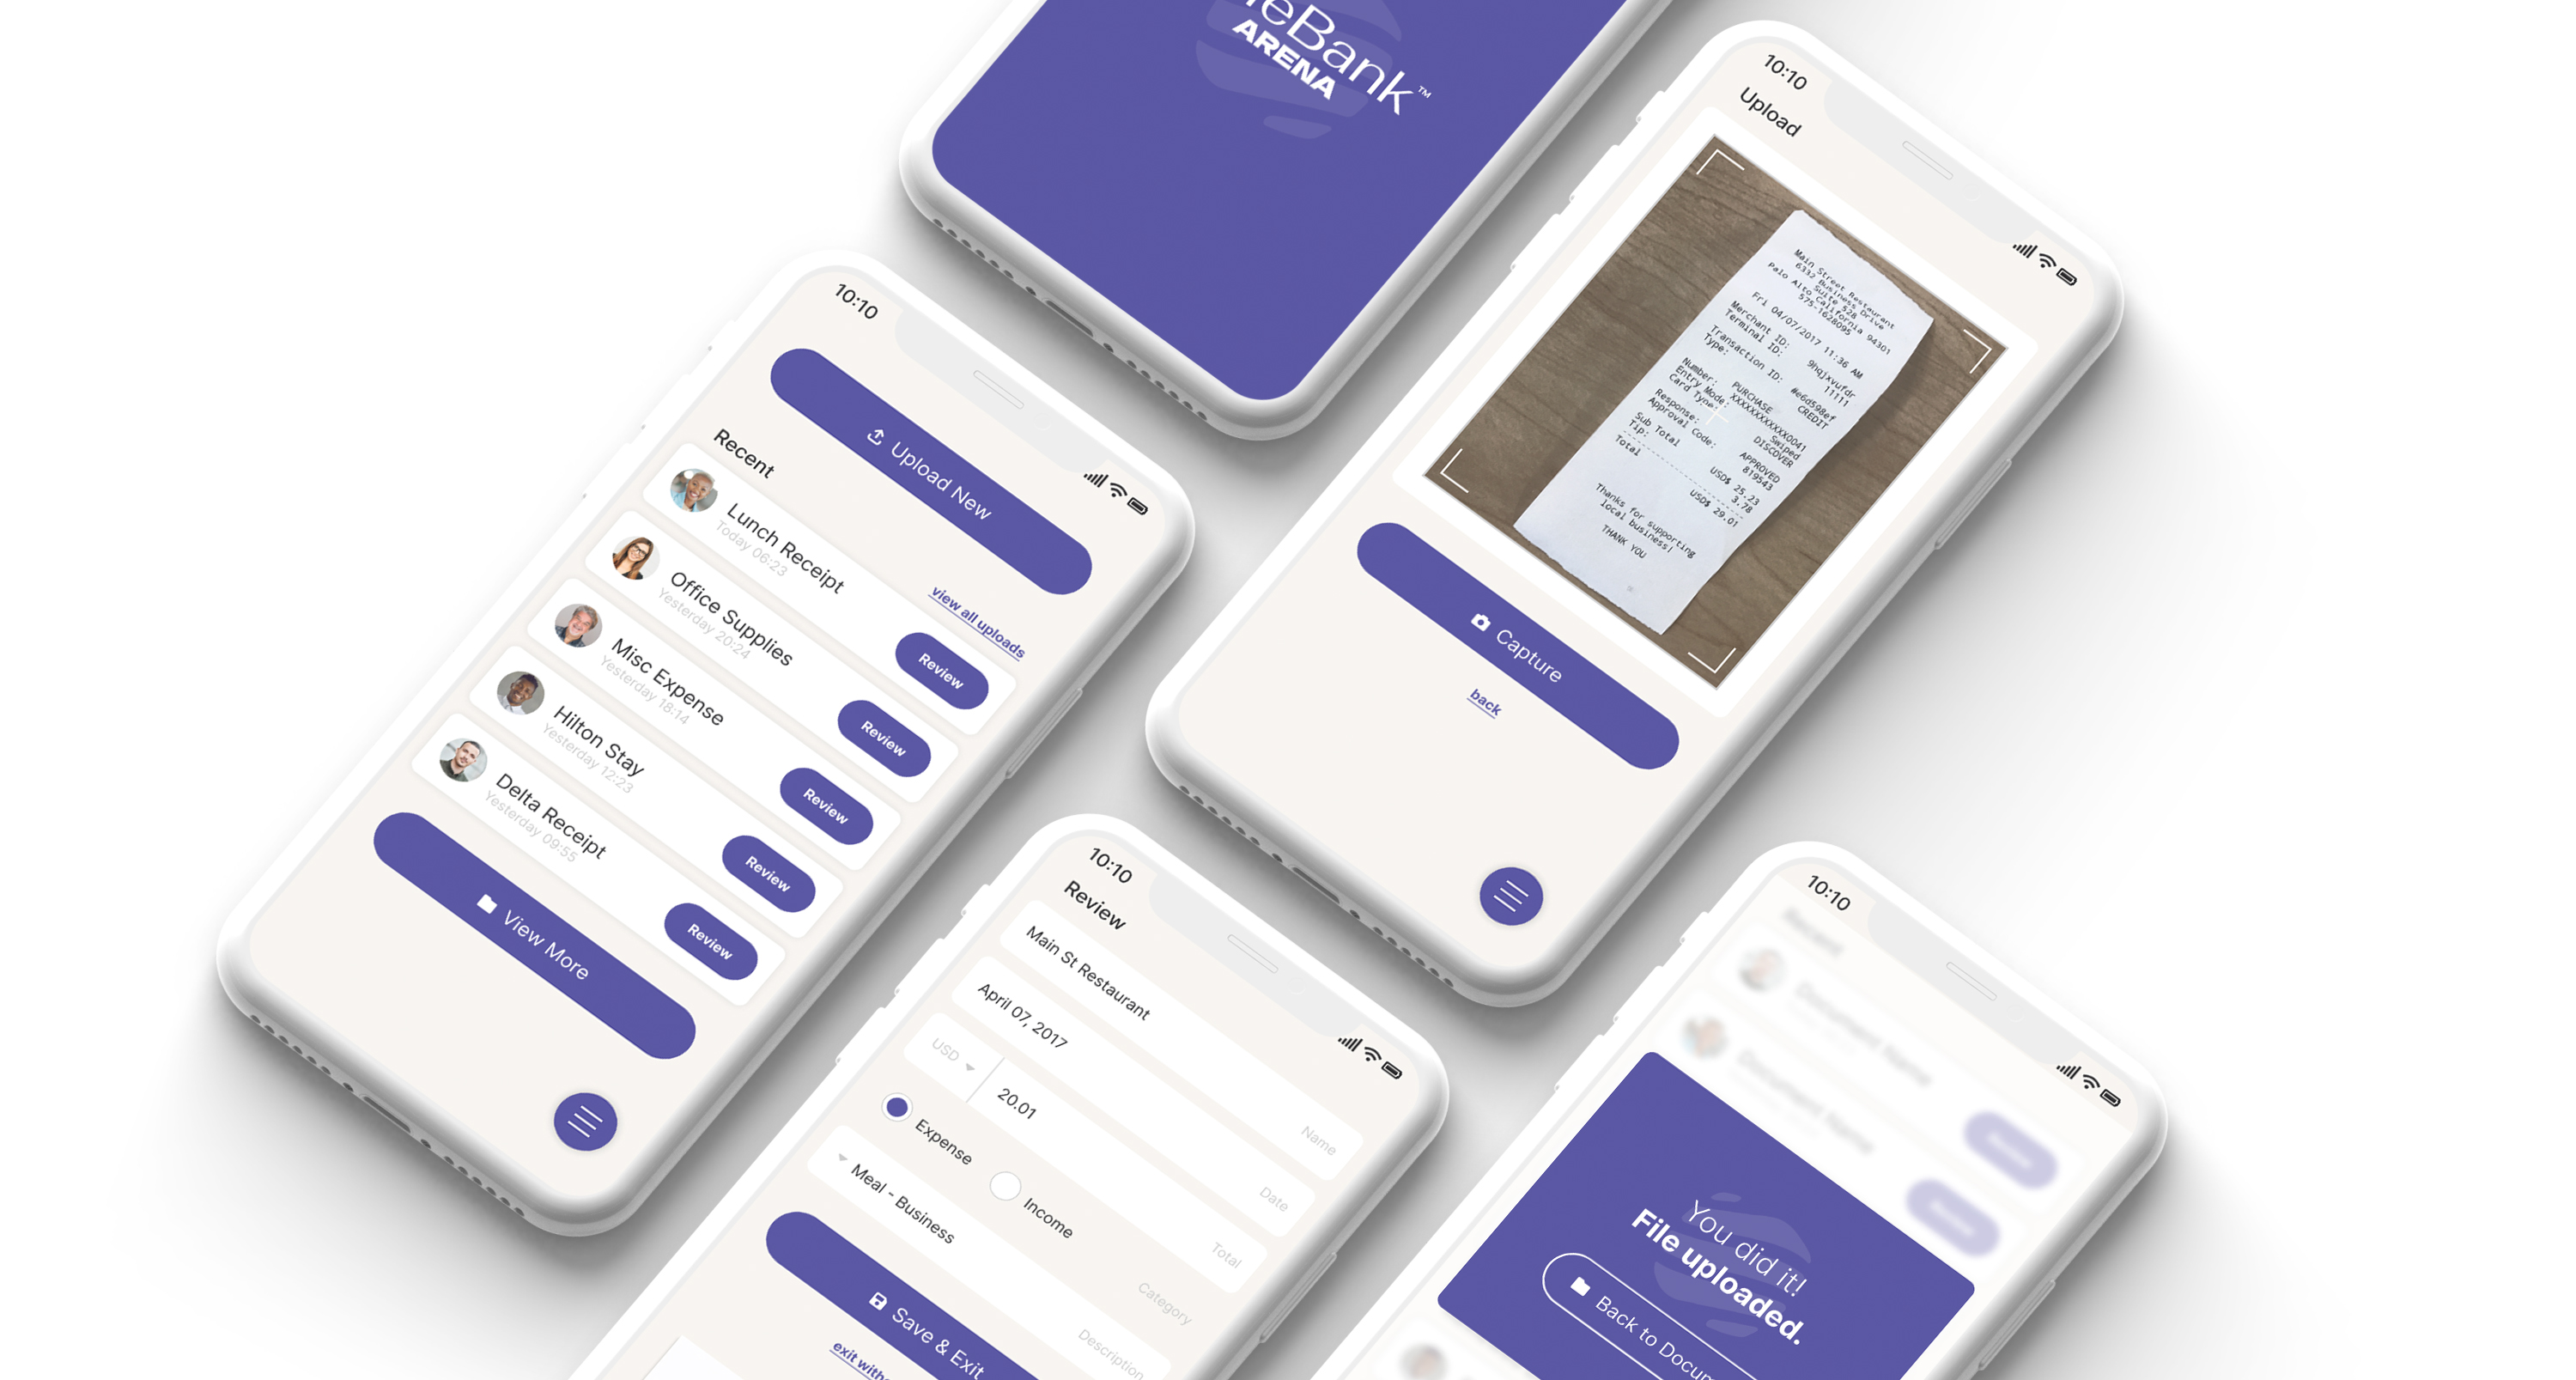 eBank™
ARENA
10:10
Upload New
Recent
view all uploads
Lunch Receipt
Today 06:23
Review
Office Supplies
Yesterday 20:24
Review
Misc Expense
Yesterday 18:14
Review
Hilton Stay
Yesterday 12:23
Review
Delta Receipt
Yesterday 09:55
Review
View More
10:10
Upload
Main Street Restaurant
6332 Business Drive
Suite 528
Palo Alto California 94301
575-1628095
Fri 04/07/2017 11:36 AM
Merchant ID: 9hqjxvufdr
Terminal ID: 11111
Transaction ID: #e6d598ef
Type: CREDIT
PURCHASE
Number: XXXXXXXXXXXX0041
Entry Mode: Swiped
Card Type: DISCOVER
Response: APPROVED
Approval Code: 819543
Sub Total USD$ 25.23
Tip: 3.78
Total USD$ 29.01
Thanks for supporting
local business!
THANK YOU
Capture
back
10:10
Review
Main St Restaurant Name
April 07, 2017 Date
USD 20.01 Total
Expense Income
Category
Meal - Business
Description
Save & Exit
exit
10:10
You did it!
File uploaded.
Back to